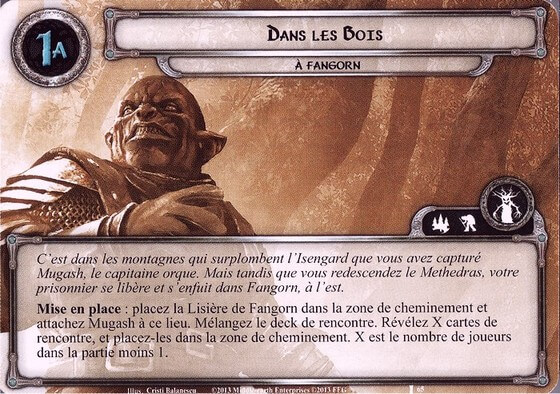 1A
DANS LES BOIS
À FANGORN
C'est dans les montagnes qui surplombent l'Isengard que vous avez capturé
Mugash, le capitaine orque. Mais tandis que vous redescendez le Methedras, votre
prisonnier se libère et s'enfuit dans Fangorn, à l'est.
Mise en place : placez la Lisière de Fangorn dans la zone de cheminement et
attachez Mugash à ce lieu. Mélangez le deck de rencontre. Révélez X cartes de
rencontre, et placez-les dans la zone de cheminement. X est le nombre de joueurs
dans la partie moins 1.
Illus. Cristi Balanescu ©2013 Middle-earth Enterprises ©2013 FFG 65